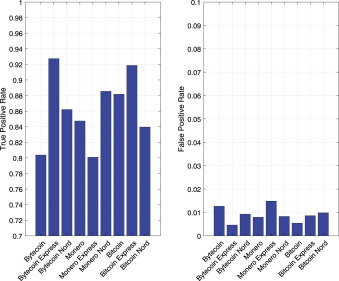 1
0.98
0.96
0.94
0.92
0.9
0.88
0.86
0.84
0.82
0.8
0.78
0.76
0.74
0.72
0.7
True Positive Rate
Bytecoin
Bytecoin Express
Bytecoin Nord
Monero
Monero Express
Monero Nord
Bitcoin
Bitcoin Express
Bitcoin Nord
0.1
0.09
0.08
0.07
0.06
0.05
0.04
0.03
0.02
0.01
0
False Positive Rate
Bytecoin
Bytecoin Express
Bytecoin Nord
Monero
Monero Express
Monero Nord
Bitcoin
Bitcoin Express
Bitcoin Nord